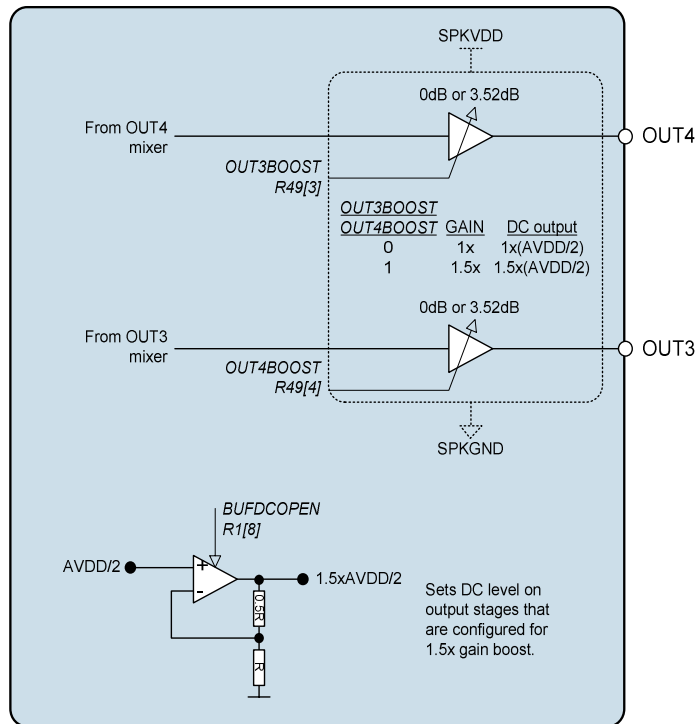 SPKVDD
0dB or 3.52dB
From OUT4
mixer
OUT4
OUT3BOOST
R49[3]
OUT3BOOST
OUT4BOOST GAIN DC output
0 1x 1x(AVDD/2)
1 1.5x 1.5x(AVDD/2)
0dB or 3.52dB
From OUT3
mixer
OUT3
OUT4BOOST
R49[4]
SPKGND
BUFDCOPEN
R1[8]
AVDD/2
+
-
1.5xAVDD/2
0.5R
R
Sets DC level on
output stages that
are configured for
1.5x gain boost.